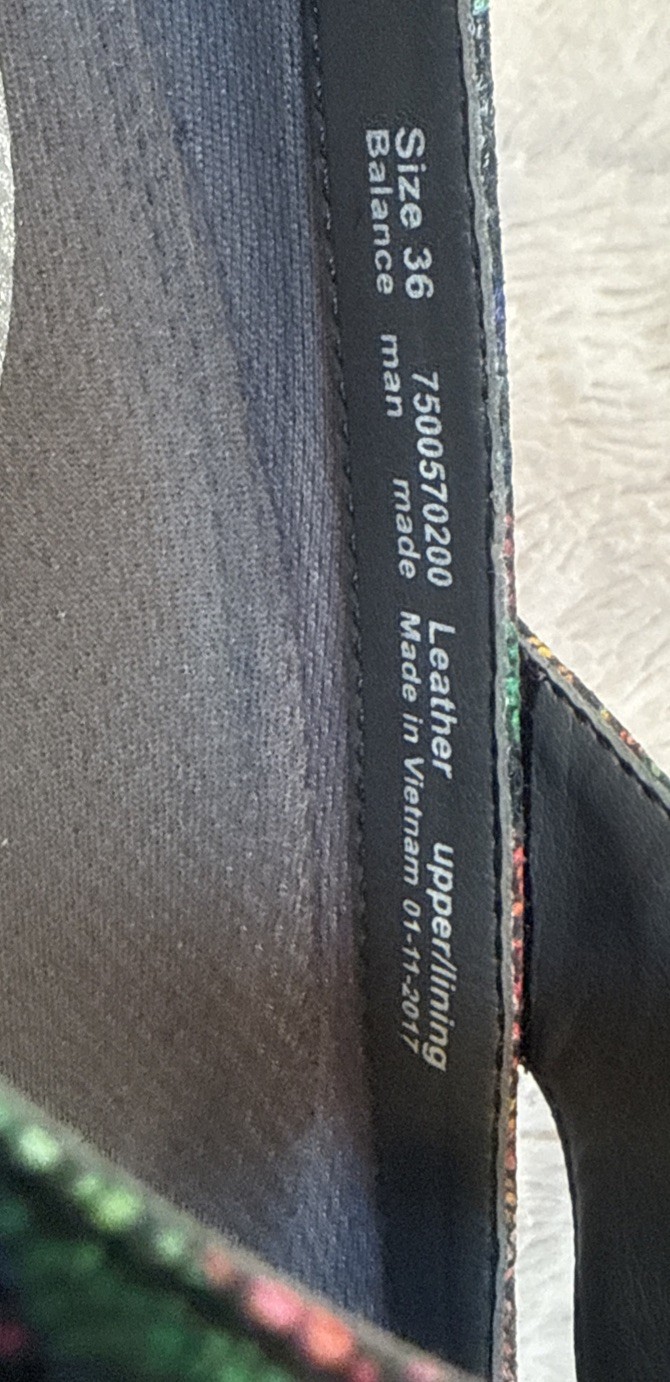 Size 36 7500570200 Leather upper/lining
Balance man made Made in Vietnam 01-11-2017